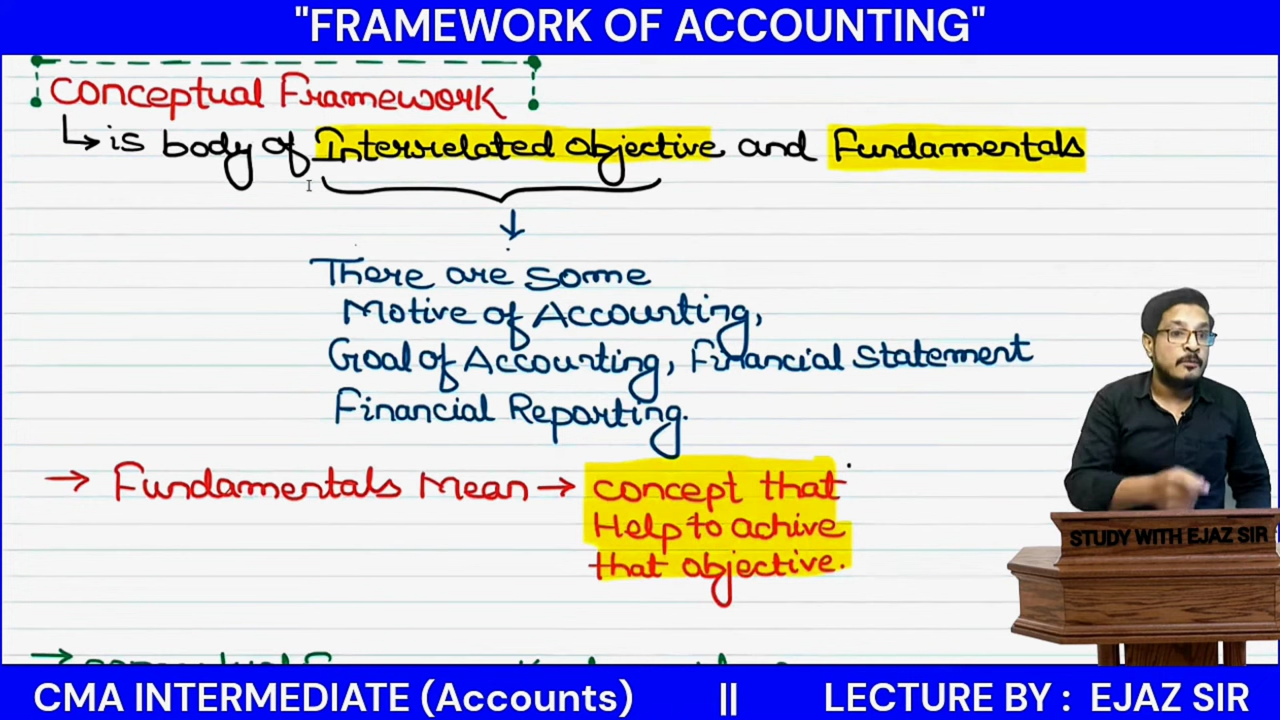 "FRAMEWORK OF ACCOUNTING"
Conceptual Framework
↳ is body of Interrelated objective and Fundamentals
There are some
Motive of Accounting,
Goal of Accounting, Financial Statement
Financial Reporting.
→ Fundamentals Mean → concept that
Help to achive
that objective.
STUDY WITH EJAZ SIR
CMA INTERMEDIATE (Accounts) || LECTURE BY : EJAZ SIR